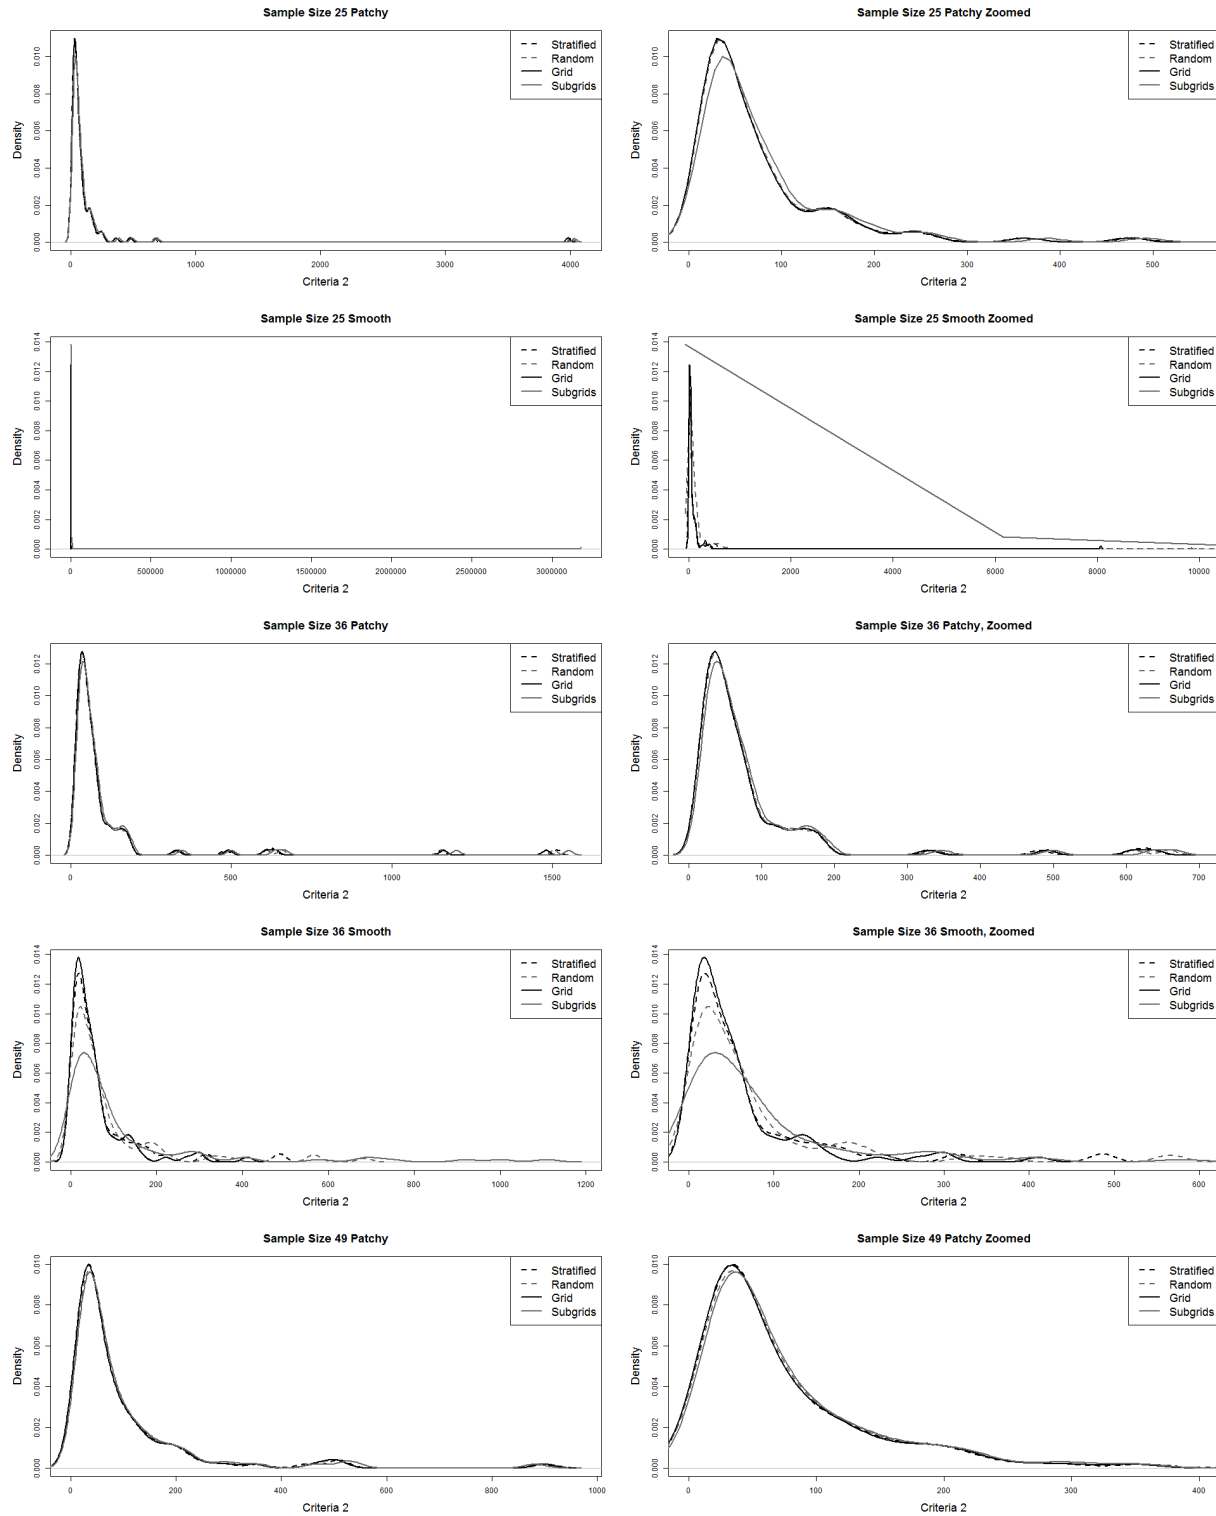 Sample Size 25 Patchy
Density
0.000 0.002 0.004 0.006 0.008 0.010
Stratified
Random
Grid
Subgrids
0 1000 2000 3000 4000
Criteria 2
Sample Size 25 Patchy Zoomed
Density
0.000 0.002 0.004 0.006 0.008 0.010
Stratified
Random
Grid
Subgrids
0 100 200 300 400 500
Criteria 2
Sample Size 25 Smooth
Density
0.000 0.002 0.004 0.006 0.008 0.010 0.012 0.014
Stratified
Random
Grid
Subgrids
0 500000 1000000 1500000 2000000 2500000 3000000
Criteria 2
Sample Size 25 Smooth Zoomed
Density
0.000 0.002 0.004 0.006 0.008 0.010 0.012 0.014
Stratified
Random
Grid
Subgrids
0 2000 4000 6000 8000 10000
Criteria 2
Sample Size 36 Patchy
Density
0.000 0.002 0.004 0.006 0.008 0.010 0.012
Stratified
Random
Grid
Subgrids
0 500 1000 1500
Criteria 2
Sample Size 36 Patchy, Zoomed
Density
0.000 0.002 0.004 0.006 0.008 0.010 0.012
Stratified
Random
Grid
Subgrids
0 100 200 300 400 500 600 700
Criteria 2
Sample Size 36 Smooth
Density
0.000 0.002 0.004 0.006 0.008 0.010 0.012 0.014
Stratified
Random
Grid
Subgrids
0 200 400 600 800 1000 1200
Criteria 2
Sample Size 36 Smooth, Zoomed
Density
0.000 0.002 0.004 0.006 0.008 0.010 0.012 0.014
Stratified
Random
Grid
Subgrids
0 100 200 300 400 500 600
Criteria 2
Sample Size 49 Patchy
Density
0.000 0.002 0.004 0.006 0.008 0.010
Stratified
Random
Grid
Subgrids
0 200 400 600 800 1000
Criteria 2
Sample Size 49 Patchy Zoomed
Density
0.000 0.002 0.004 0.006 0.008 0.010
Stratified
Random
Grid
Subgrids
0 100 200 300 400
Criteria 2